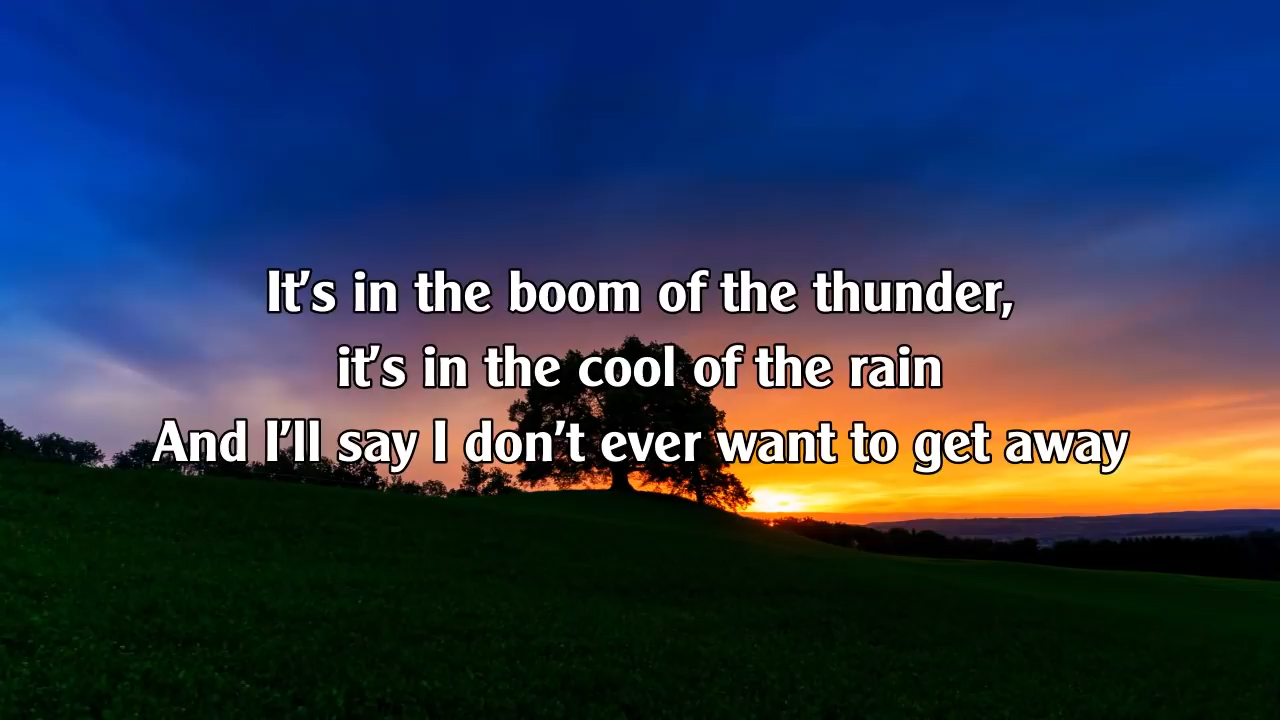 It's in the boom of the thunder,
it's in the cool of the rain
And I'll say I don't ever want to get away